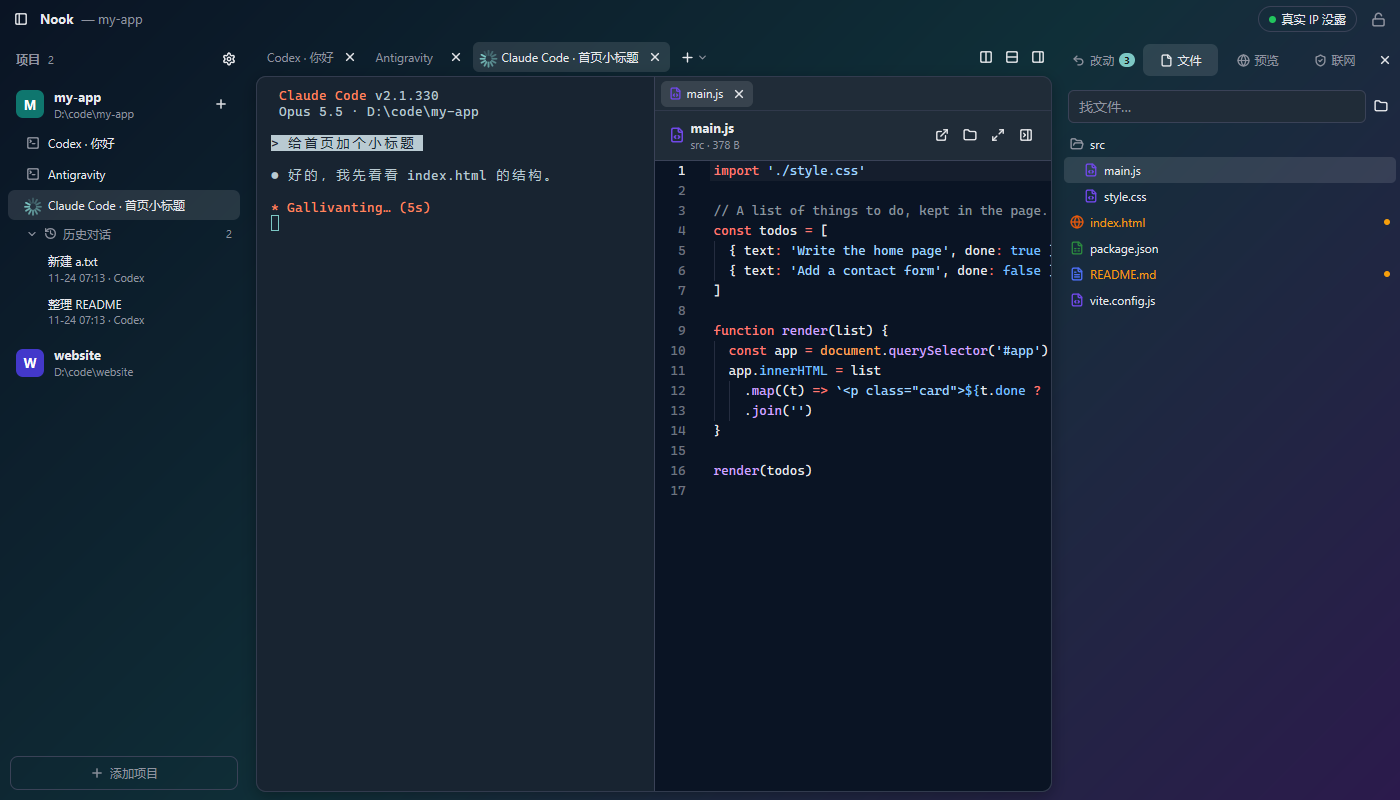 Nook — my-app
真实 IP 没露
项目 2
my-app
D:\code\my-app
Codex · 你好
Antigravity
Claude Code · 首页小标题
历史对话 2
新建 a.txt
11-24 07:13 · Codex
整理 README
11-24 07:13 · Codex
W
website
D:\code\website
添加项目
M
Codex · 你好
Antigravity
Claude Code · 首页小标题
Claude Code v2.1.330
Opus 5.5 · D:\code\my-app
> 给首页加个小标题
● 好的，我先看看 index.html 的结构。
* Gallivanting… (5s)
main.js
main.js
src · 378 B
1 import './style.css'
2
3 // A list of things to do, kept in the page.
4 const todos = [
5 { text: 'Write the home page', done: true
6 { text: 'Add a contact form', done: false
7 ]
8
9 function render(list) {
10 const app = document.querySelector('#app')
11 app.innerHTML = list
12 .map((t) => `<p class="card">${t.done ?
13 .join('')
14 }
15
16 render(todos)
17
改动 3
文件
预览
联网
找文件...
src
main.js
style.css
index.html
package.json
README.md
vite.config.js